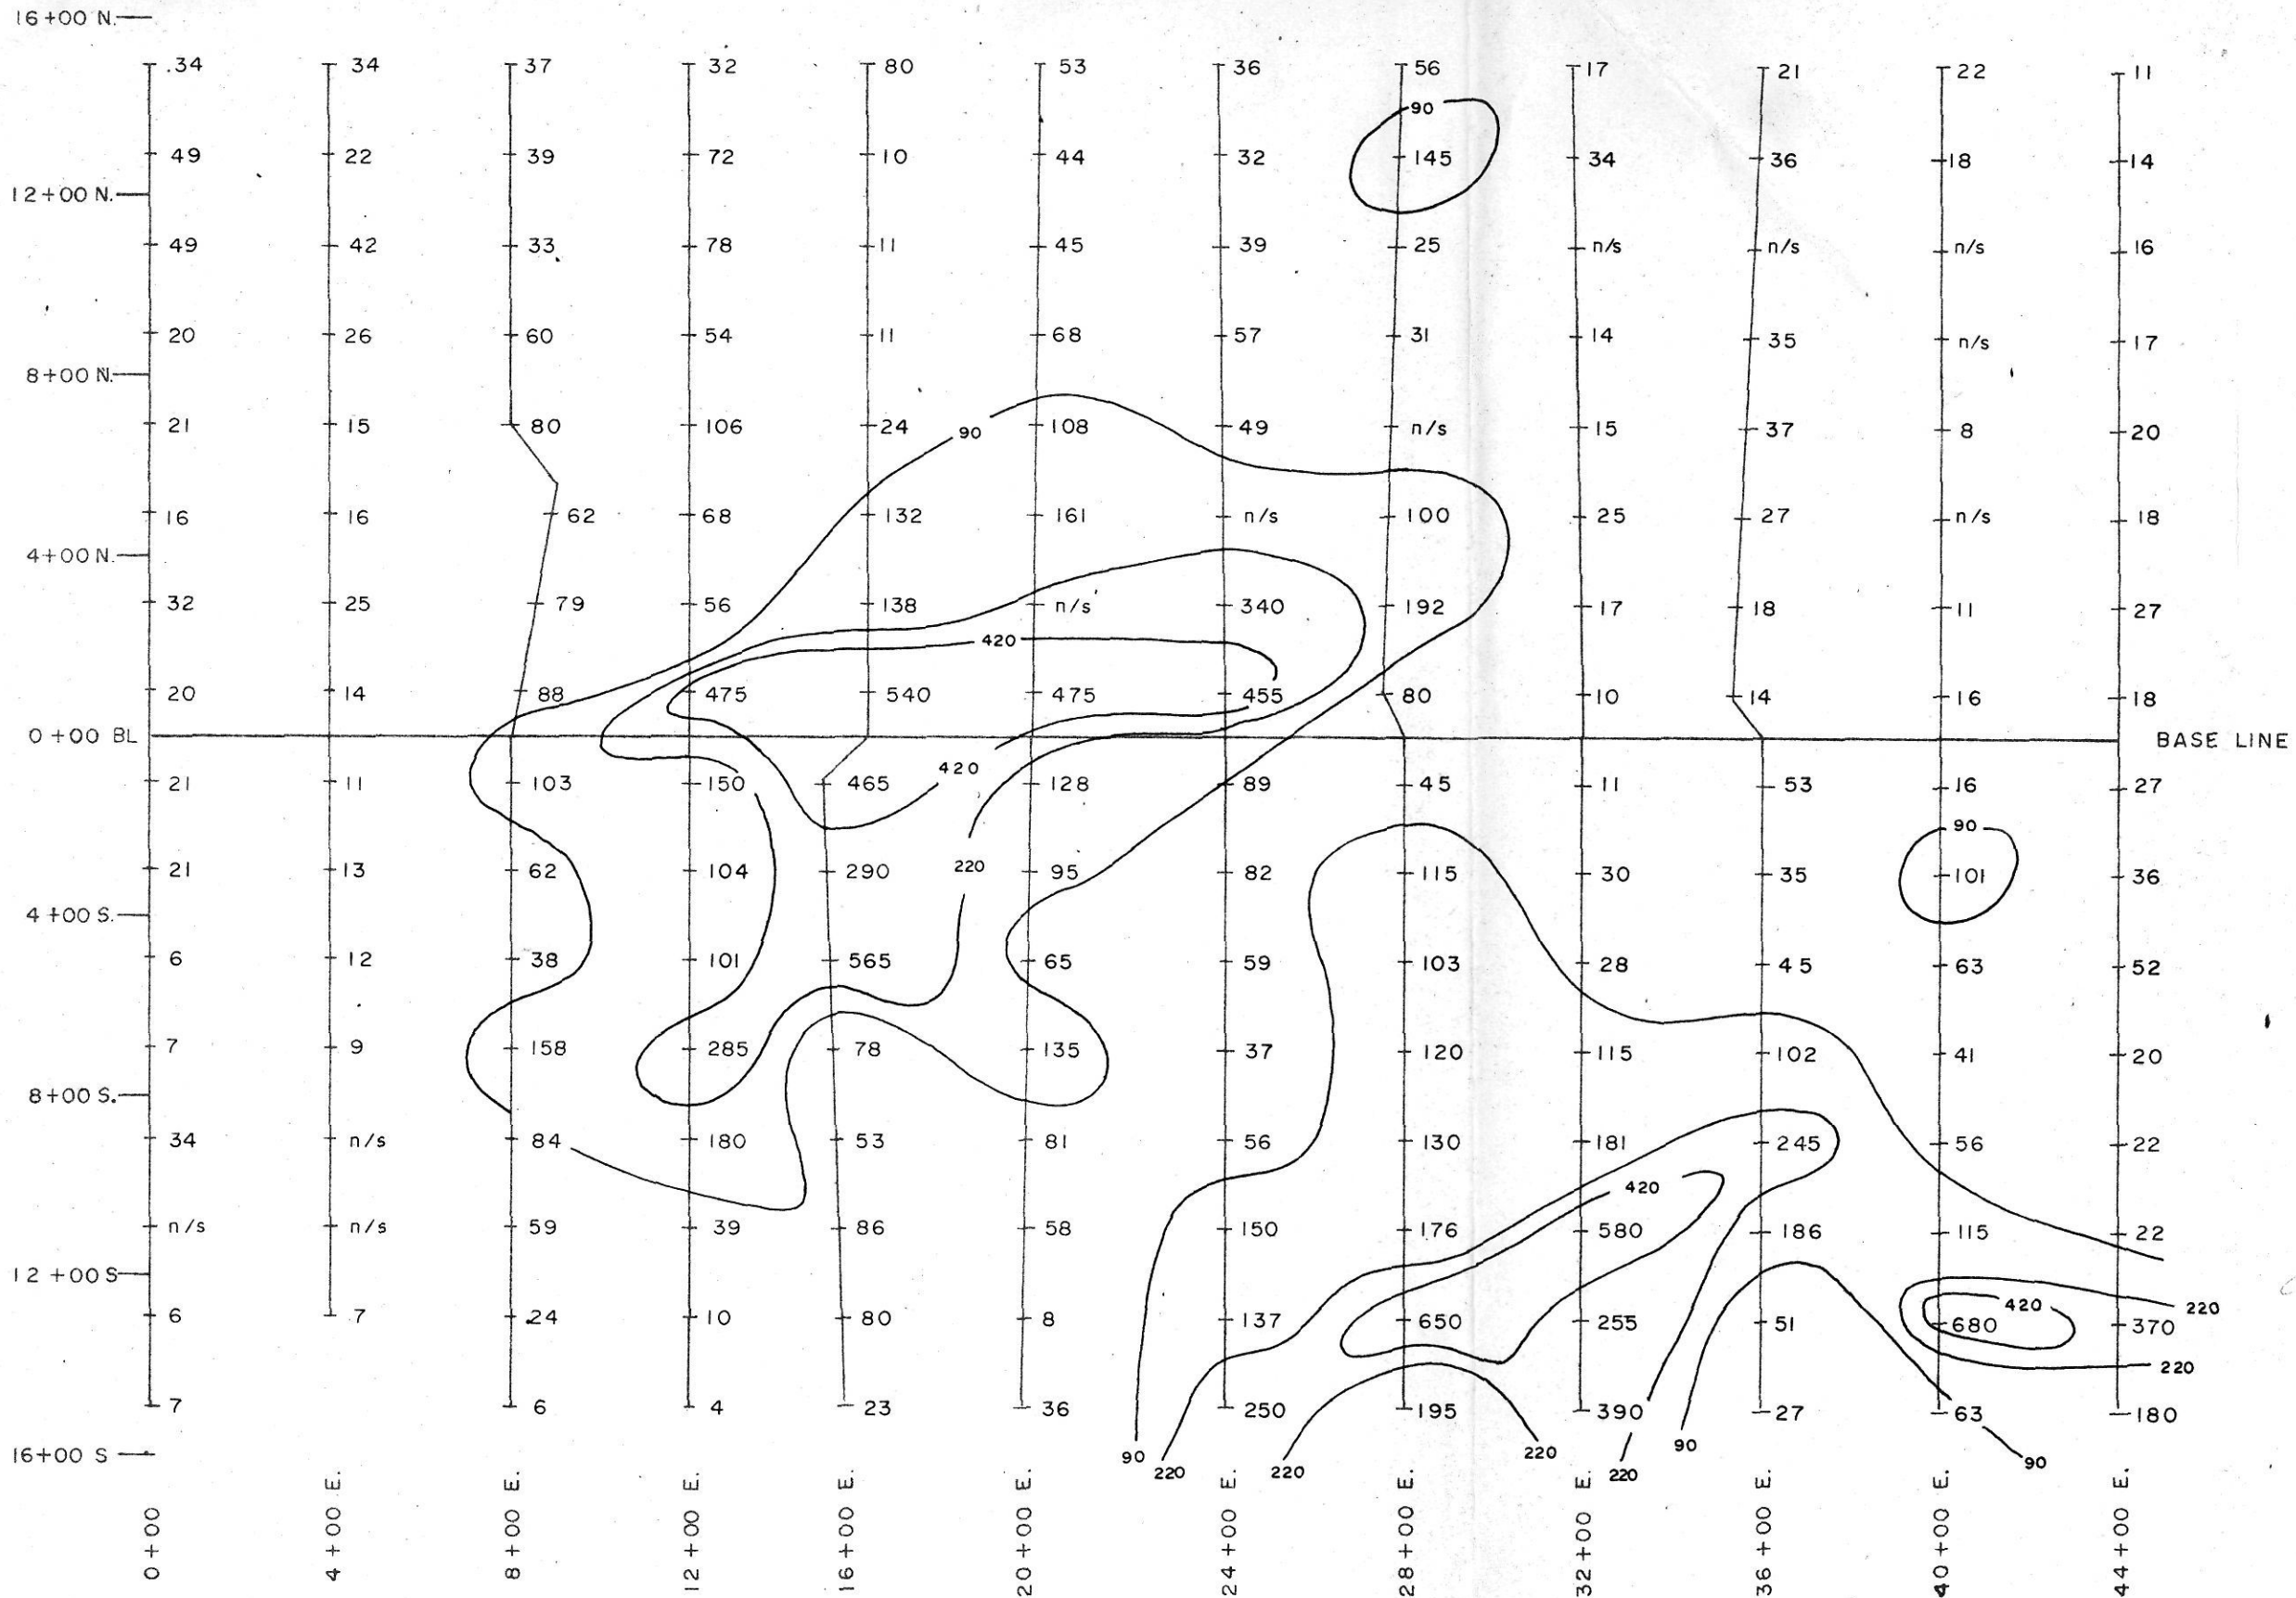 16+00 N.
.34 34 37 32 80 53 36 56 17 21 22 11
90
49 22 39 72 10 44 32 145 34 36 18 14
12+00 N.
49 42 33 78 11 45 39 25 n/s n/s n/s 16
20 26 60 54 11 68 57 31 14 35 n/s 17
8+00 N.
21 15 80 106 24 90 108 49 n/s 15 37 8 20
16 16 62 68 132 161 n/s 100 25 27 n/s 18
4+00 N.
32 25 79 56 138 n/s 340 192 17 18 11 27
420
20 14 88 475 540 475 455 80 10 14 16 18
0+00 BL BASE LINE
420
21 11 103 150 465 128 89 45 11 53 16 27
90
21 13 62 104 290 220 95 82 115 30 35 101 36
4+00 S.
6 12 38 101 565 65 59 103 28 45 63 52
7 9 158 285 78 135 37 120 115 102 41 20
8+00 S.
34 n/s 84 180 53 81 56 130 181 245 56 22
420
n/s n/s 59 39 86 58 150 176 580 186 115 22
12+00S
420 220
6 .7 24 10 80 8 137 650 255 51 680 370
220
7 6 4 23 36 250 195 390 27 63 180
16+00 S
90 220 220 220 220 90 90
0+00 4+00 E. 8+00 E. 12+00 E. 16+00 E. 20+00 E. 24+00 E. 28+00 E. 32+00 E. 36+00 E. 40+00 E. 44+00 E.